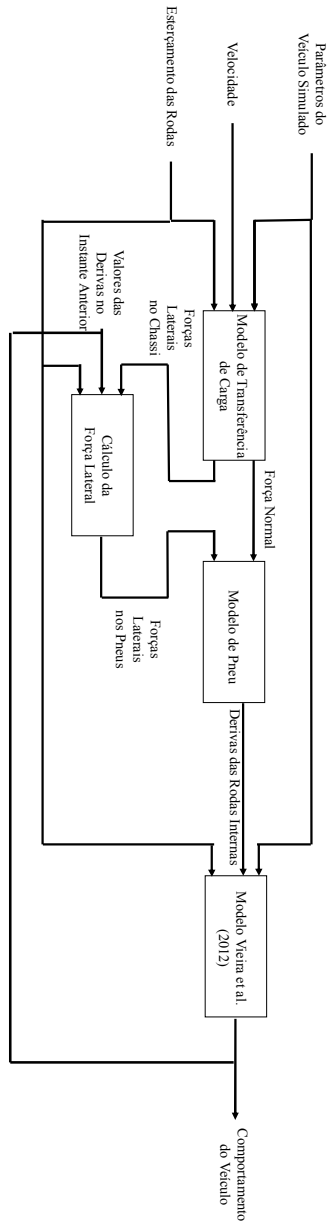 Parâmetros do
Veículo Simulado
Velocidade
Esterçamento das Rodas
Modelo de Transferência
de Carga
Força Normal
Forças
Laterais
no Chassi
Valores das
Derivas no
Instante Anterior
Cálculo da
Força Lateral
Forças
Laterais
nos Pneus
Modelo de Pneu
Derivas das Rodas Internas
Modelo Vieira et al.
(2012)
Comportamento
do Veículo